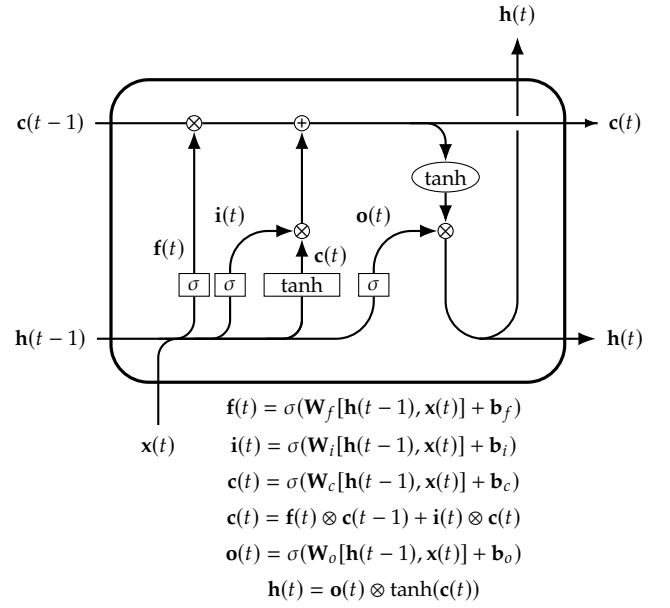 h(t)
c(t−1) ⊗ + c(t)
tanh
i(t) o(t)
⊗ ⊗
f(t) c(t)
σ σ tanh σ
h(t−1) h(t)
x(t)
f(t) = σ(W_f[h(t − 1), x(t)] + b_f)
i(t) = σ(W_i[h(t − 1), x(t)] + b_i)
c(t) = σ(W_c[h(t − 1), x(t)] + b_c)
c(t) = f(t) ⊗ c(t − 1) + i(t) ⊗ c(t)
o(t) = σ(W_o[h(t − 1), x(t)] + b_o)
h(t) = o(t) ⊗ tanh(c(t))